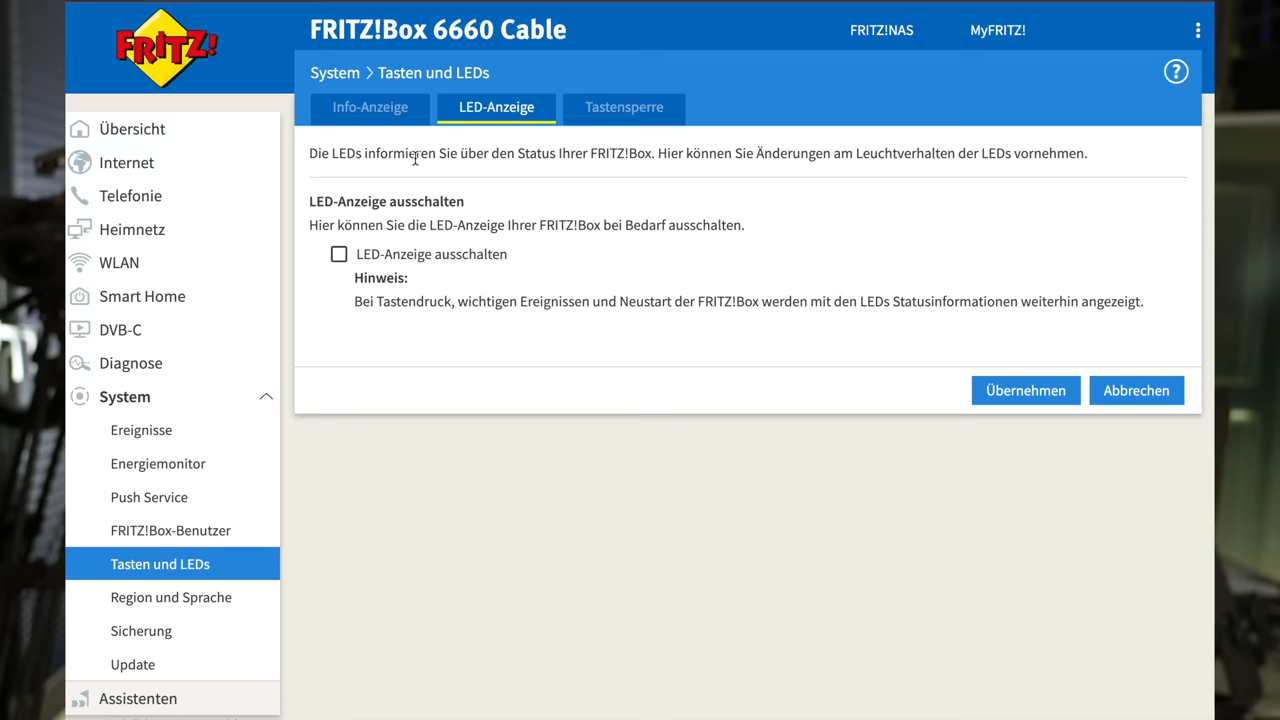 FRITZ!
FRITZ!Box 6660 Cable
FRITZ!NAS
MyFRITZ!
System > Tasten und LEDs
?
Info-Anzeige
LED-Anzeige
Tastensperre
Übersicht
Internet
Telefonie
Heimnetz
WLAN
Smart Home
DVB-C
Diagnose
System
Ereignisse
Energiemonitor
Push Service
FRITZ!Box-Benutzer
Tasten und LEDs
Region und Sprache
Sicherung
Update
Assistenten
Die LEDs informieren Sie über den Status Ihrer FRITZ!Box. Hier können Sie Änderungen am Leuchtverhalten der LEDs vornehmen.
LED-Anzeige ausschalten
Hier können Sie die LED-Anzeige Ihrer FRITZ!Box bei Bedarf ausschalten.
LED-Anzeige ausschalten
Hinweis:
Bei Tastendruck, wichtigen Ereignissen und Neustart der FRITZ!Box werden mit den LEDs Statusinformationen weiterhin angezeigt.
Übernehmen
Abbrechen